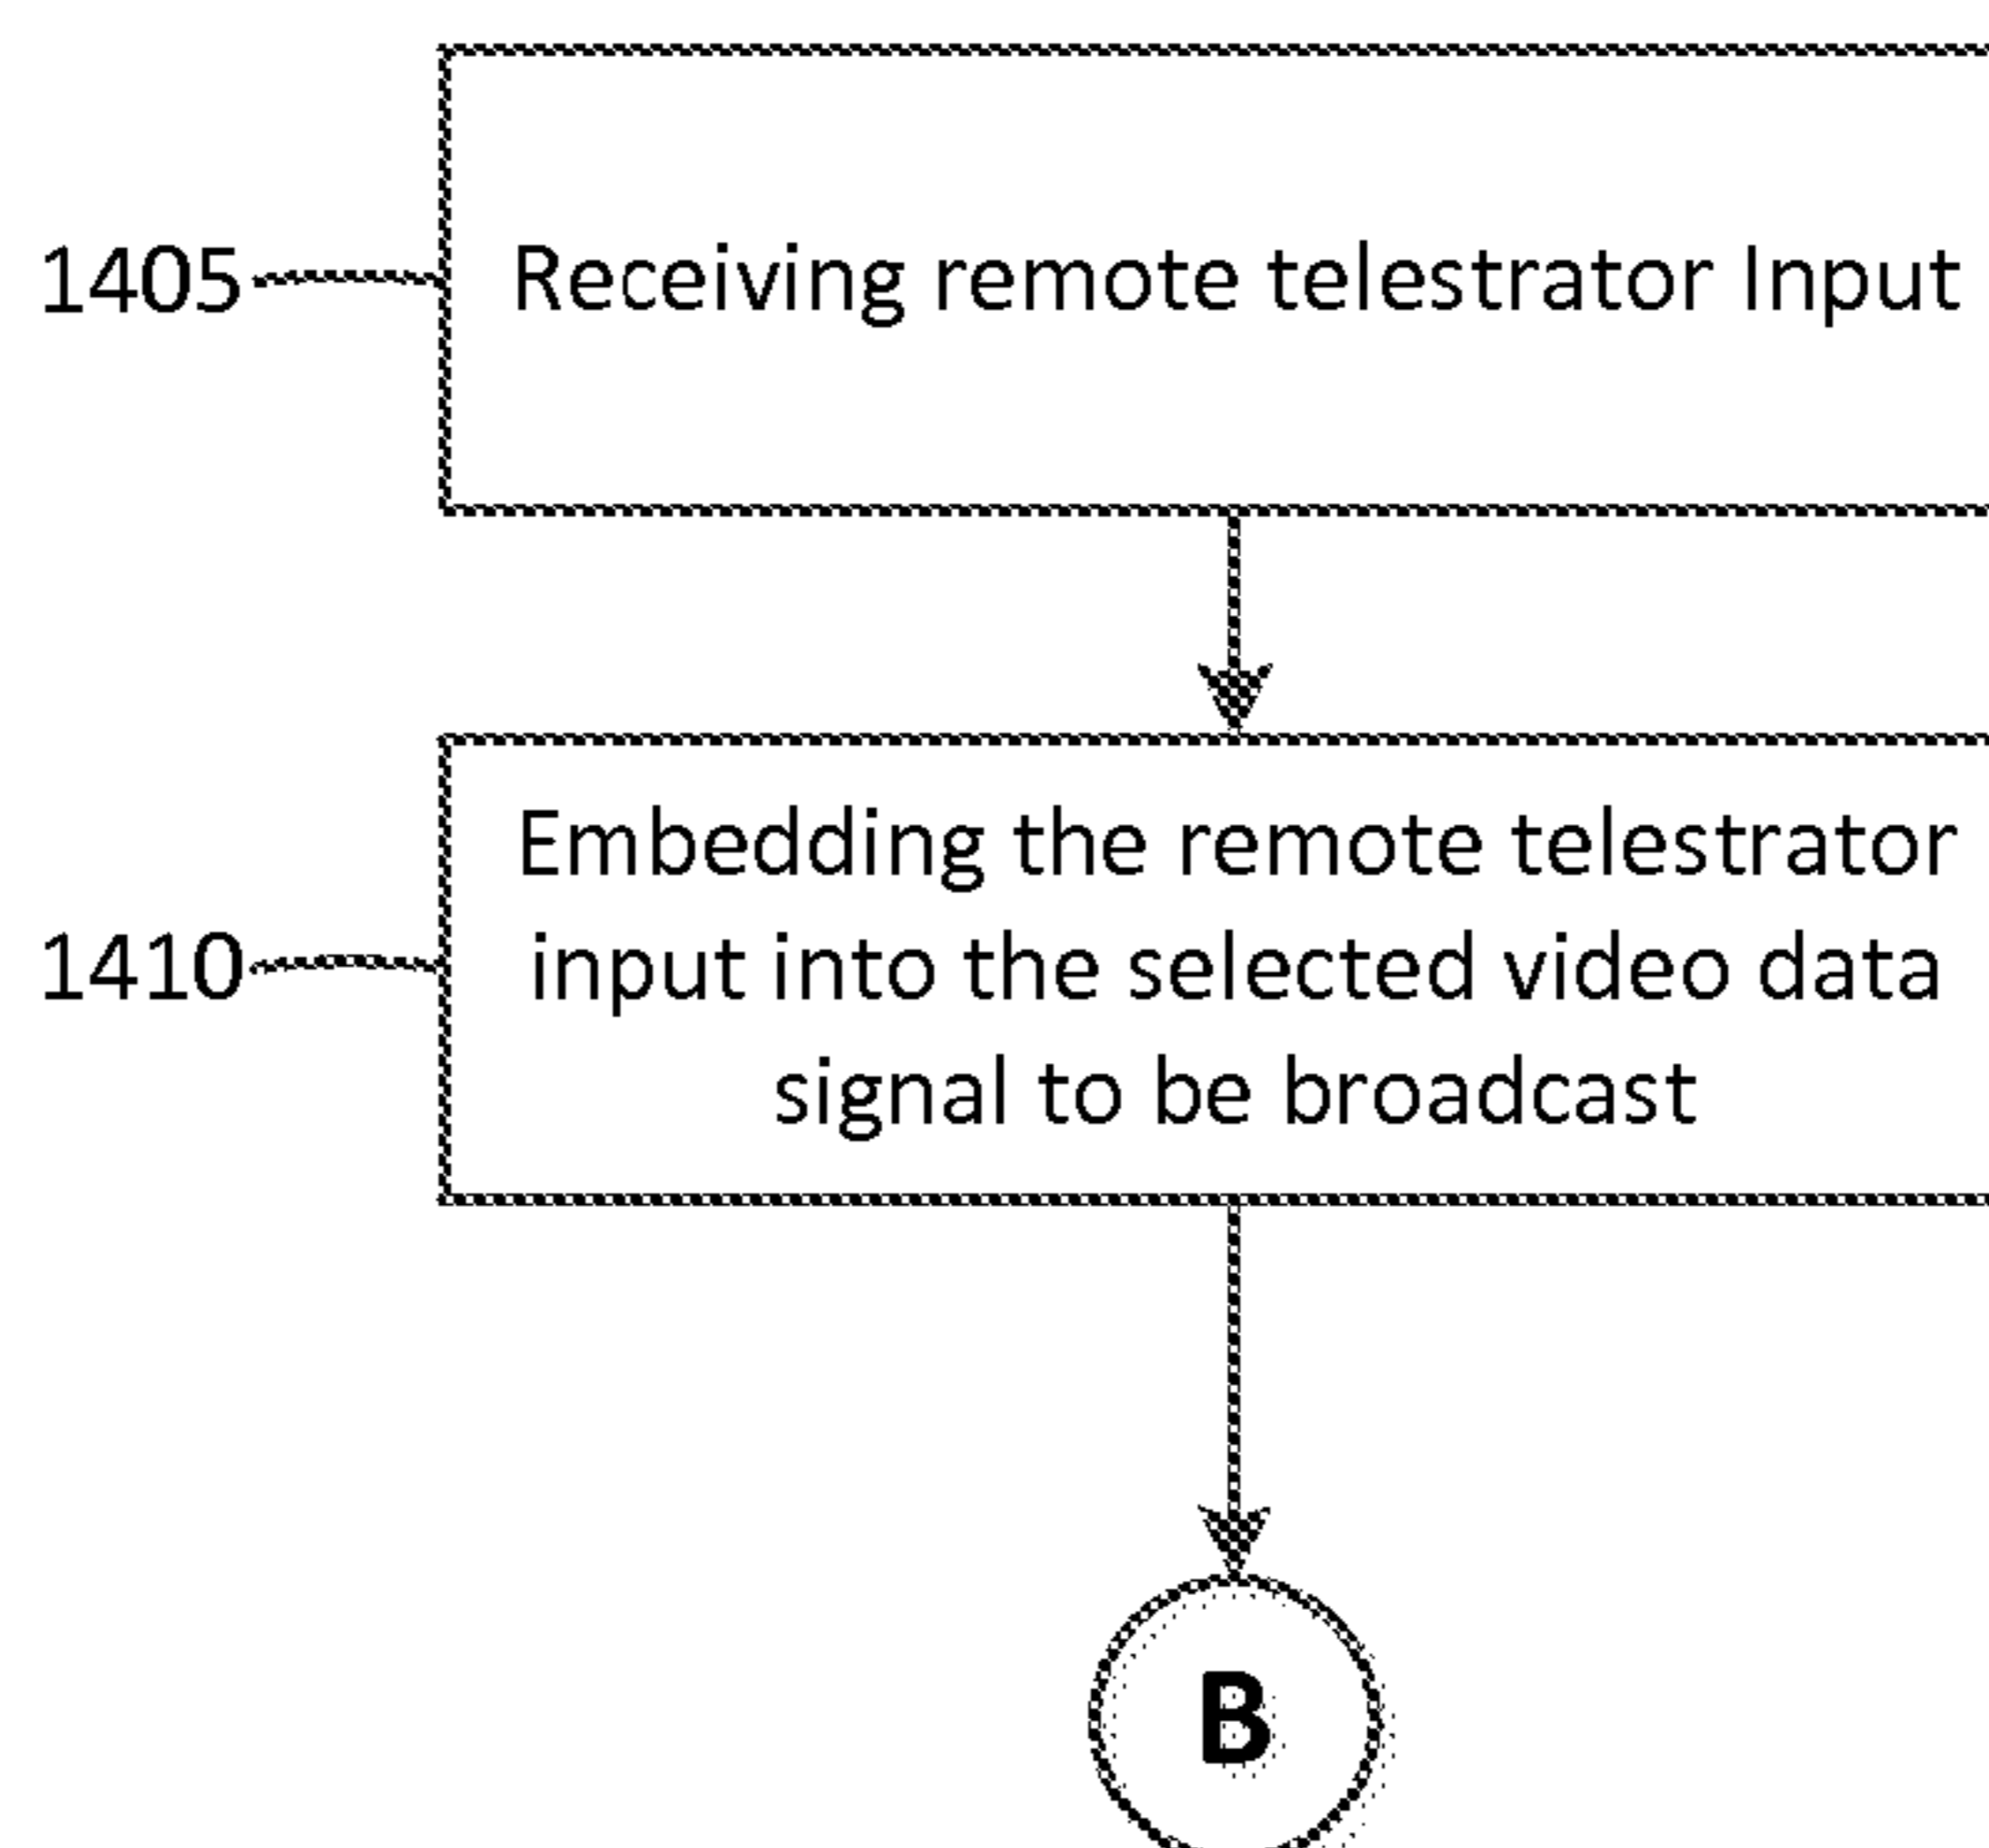 1405
Receiving remote telestrator Input
1410
Embedding the remote telestrator
input into the selected video data
signal to be broadcast
B